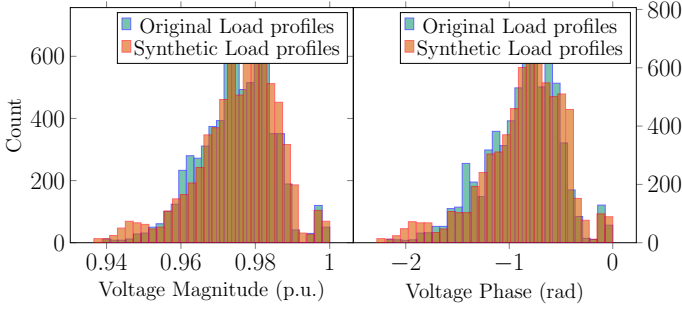 Original Load profiles
Synthetic Load profiles
Original Load profiles
Synthetic Load profiles
Count
600
400
200
0
0.94 0.96 0.98 1
Voltage Magnitude (p.u.)
800
600
400
200
0
−2 −1 0
Voltage Phase (rad)